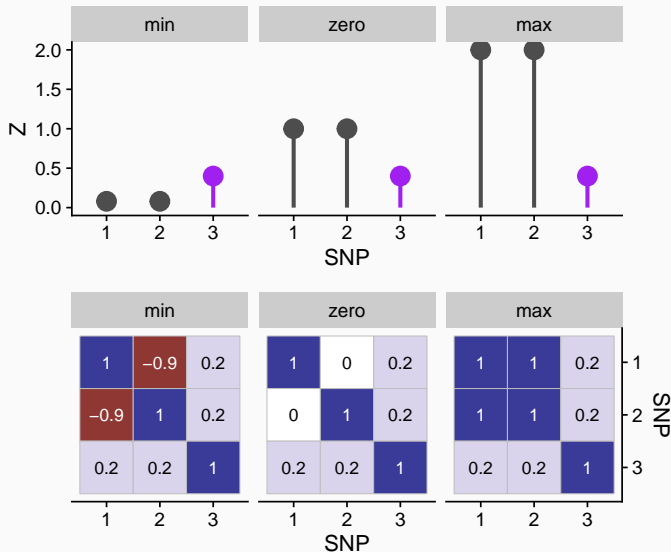 min zero max
2.0
1.5
1.0
0.5
0.0
Z
1 2 3 1 2 3 1 2 3
SNP
min zero max
1 −0.9 0.2 1 0 0.2 1 1 0.2 1
−0.9 1 0.2 0 1 0.2 1 1 0.2 2
0.2 0.2 1 0.2 0.2 1 0.2 0.2 1 3
SNP
1 2 3 1 2 3 1 2 3
SNP